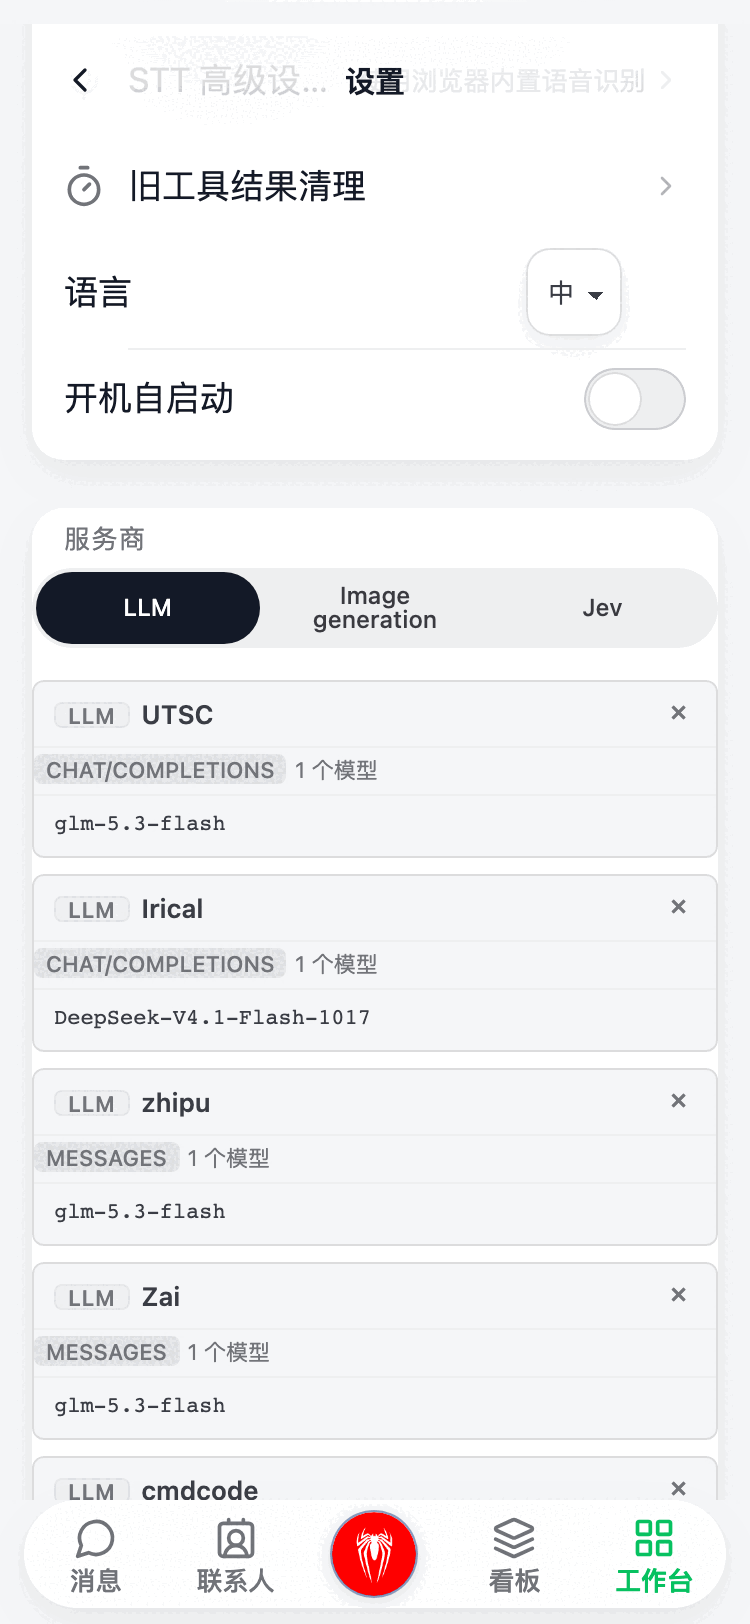 STT 高级设... 设置 浏览器内置语音识别
旧工具结果清理
语言 中
开机自启动
服务商
LLM
Image
generation
Jev
LLM UTSC ×
CHAT/COMPLETIONS 1 个模型
glm-5.3-flash
LLM Irical ×
CHAT/COMPLETIONS 1 个模型
DeepSeek-V4.1-Flash-1017
LLM zhipu ×
MESSAGES 1 个模型
glm-5.3-flash
LLM Zai ×
MESSAGES 1 个模型
glm-5.3-flash
LLM cmdcode ×
消息 联系人 看板 工作台